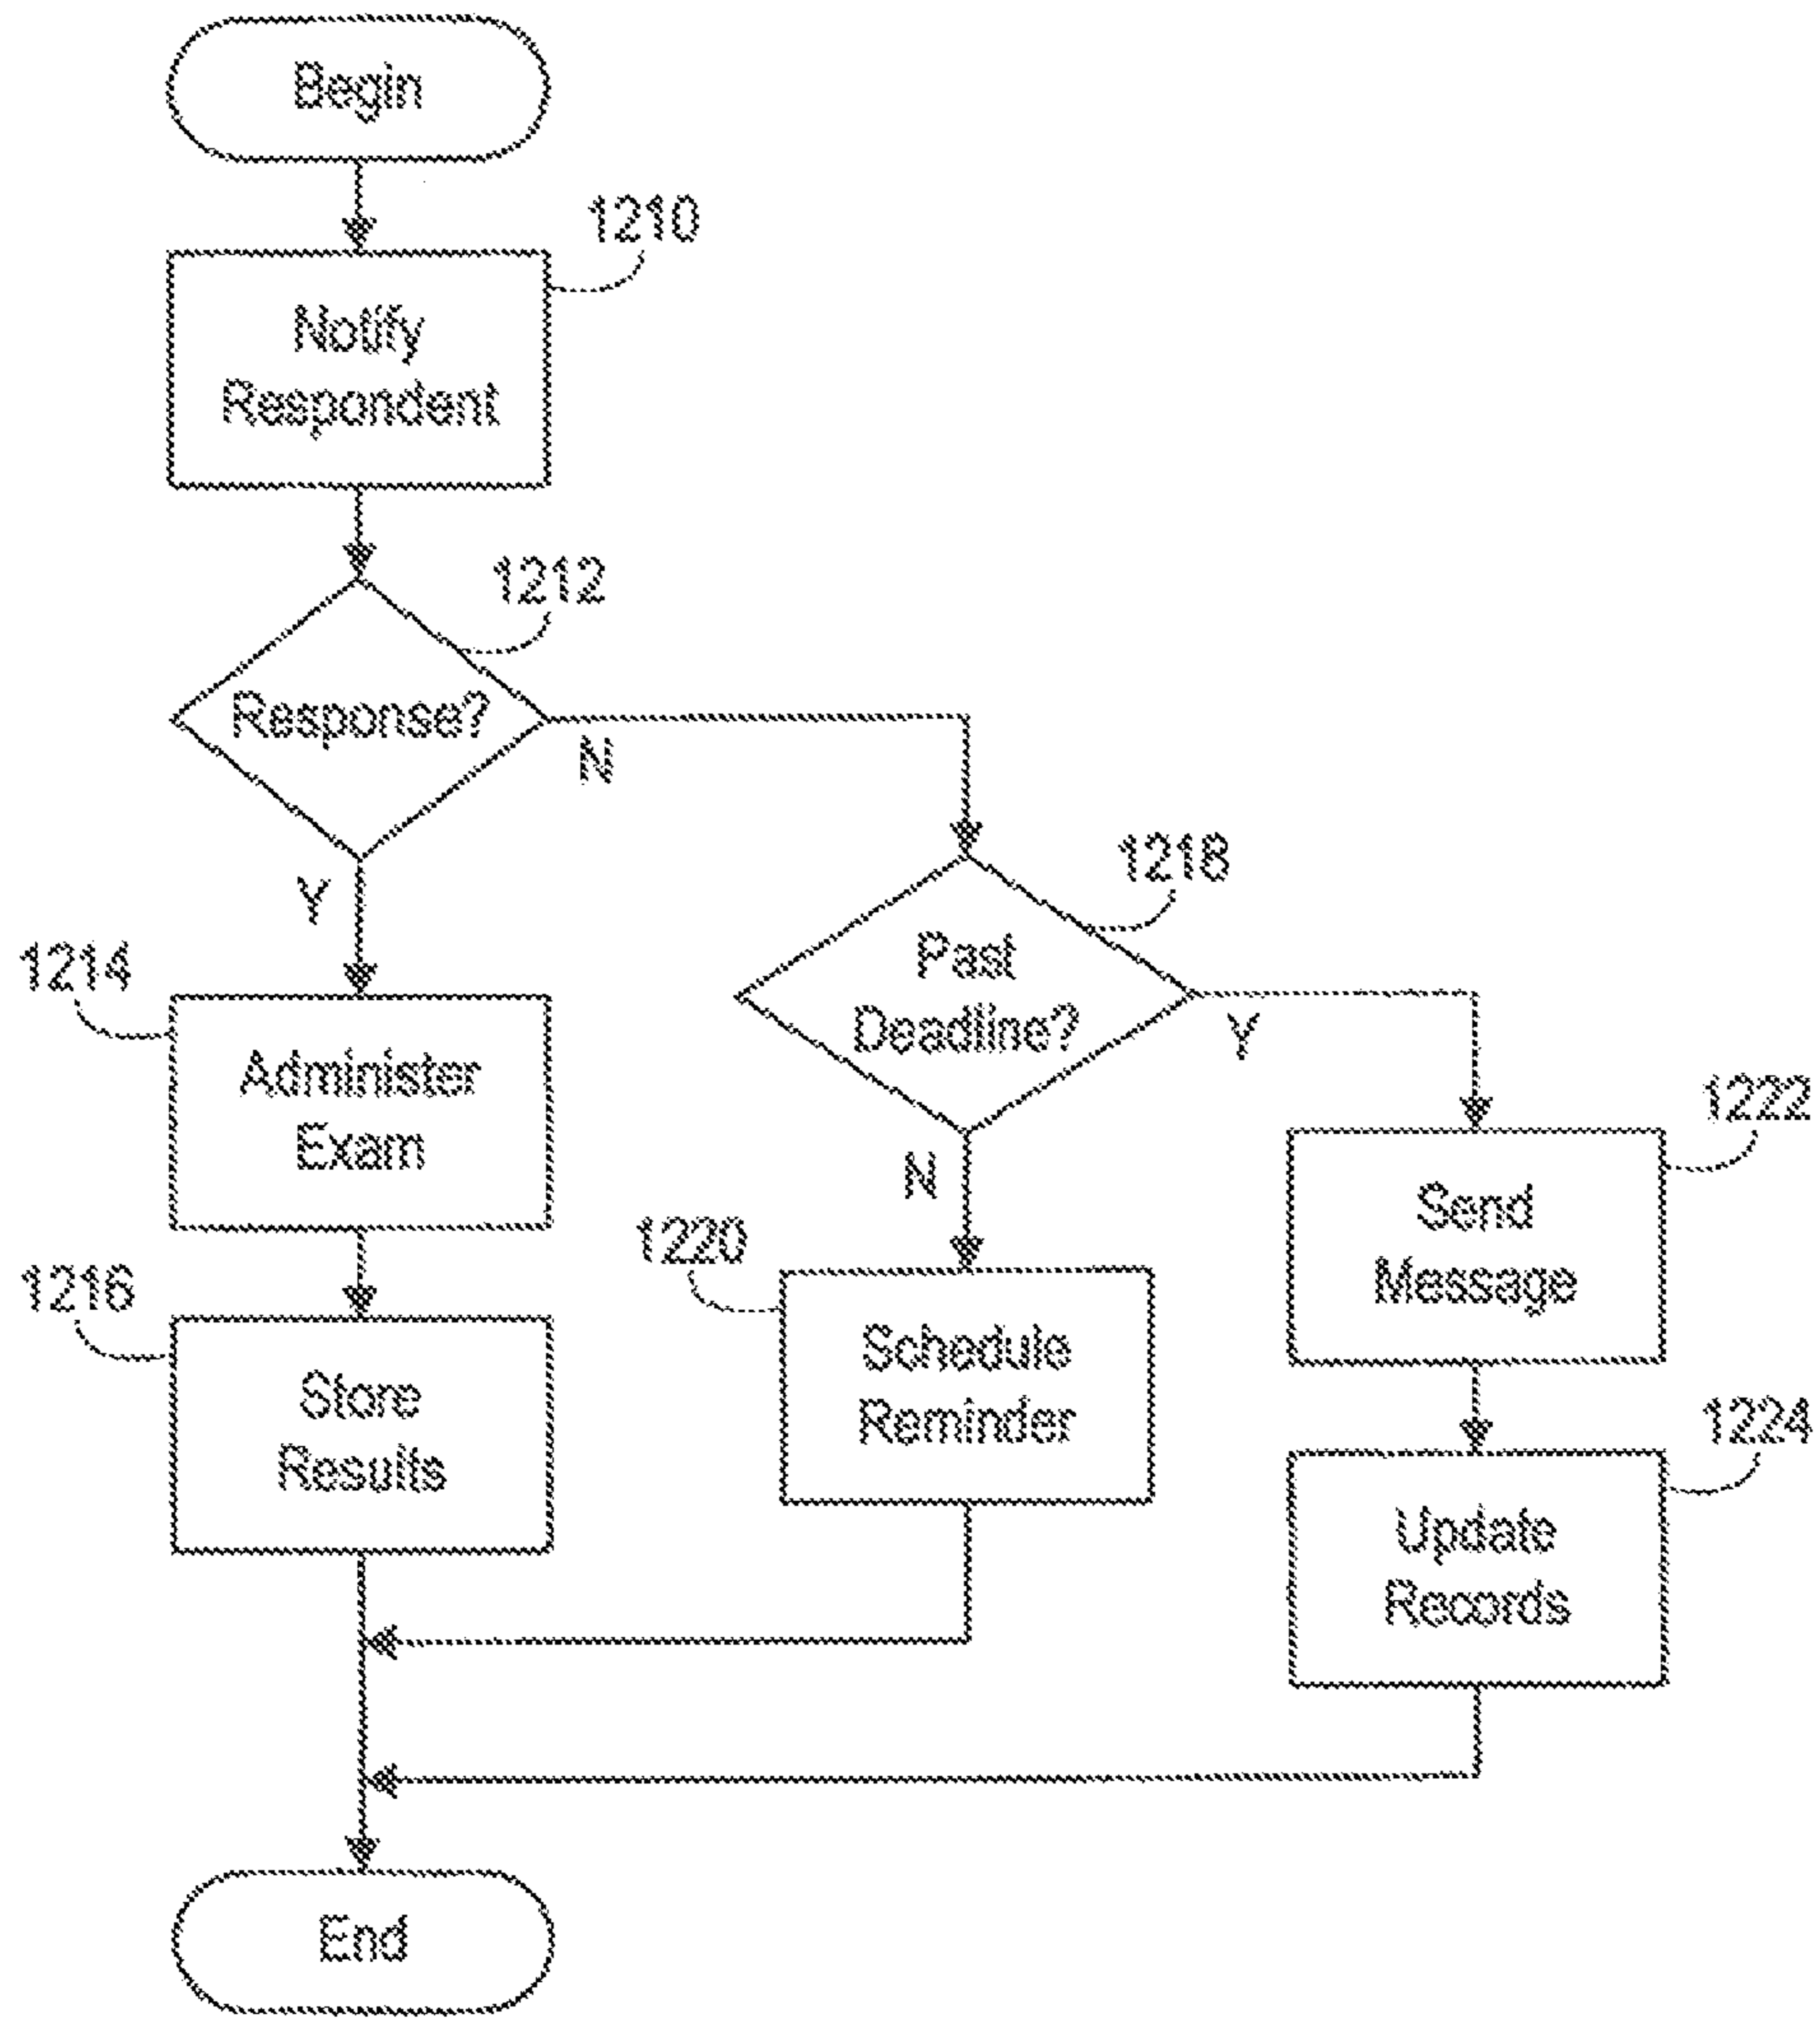 Begin
1210
Notify
Respondent
1212
Response?
N
Y
1218
Past
Deadline?
Y
1214
Administer
Exam
N
1222
Send
Message
1220
Schedule
Reminder
1216
Store
Results
1224
Update
Records
End